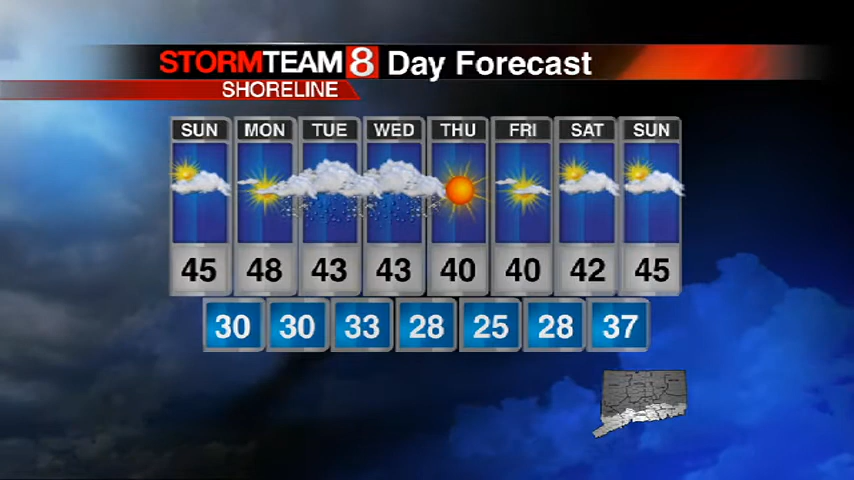 STORMTEAM 8 Day Forecast
SHORELINE
SUN MON TUE WED THU FRI SAT SUN
45 48 43 43 40 40 42 45
30 30 33 28 25 28 37